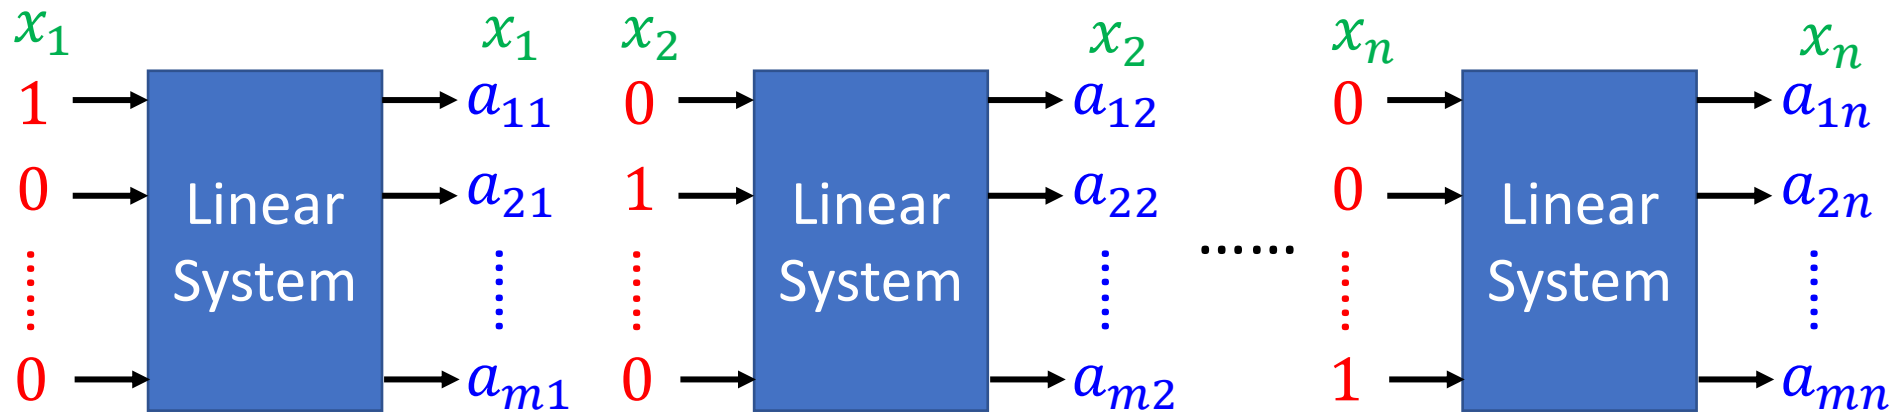 x₁ x₁ x₂ x₂ xₙ xₙ
1 a₁₁ 0 a₁₂ 0 a₁ₙ
0 Linear a₂₁ 1 Linear a₂₂ 0 Linear a₂ₙ
System System ...... System
0 aₘ₁ 0 aₘ₂ 1 aₘₙ